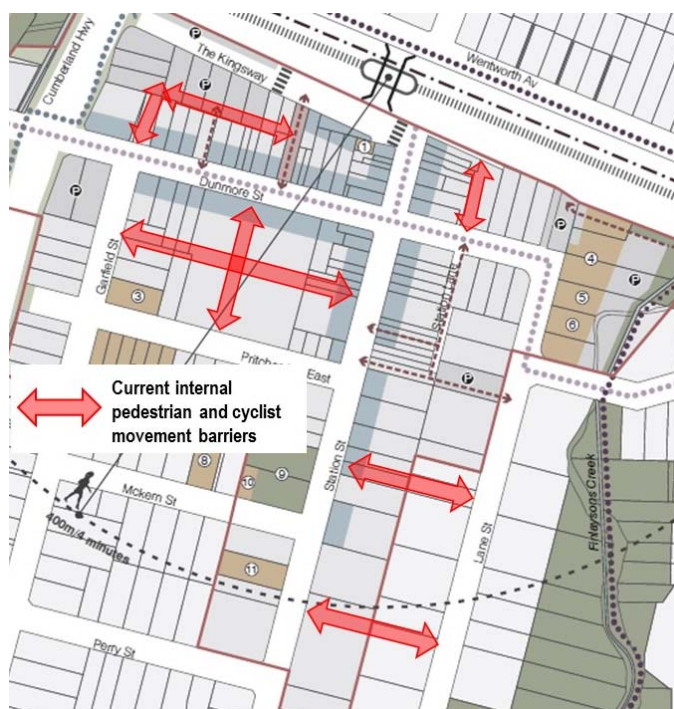 Cumberland Hwy
P
The Kingsway
P
Wentworth Av
1
Dunmore St
P
P
4
P
5
6
Garfield St
3
Station Lane
Pritcha
East
P
Current internal
pedestrian and cyclist
movement barriers
8
9
10
Station St
Mckern St
400m/4 minutes
11
Lane St
Finlaysons Creek
Perry St